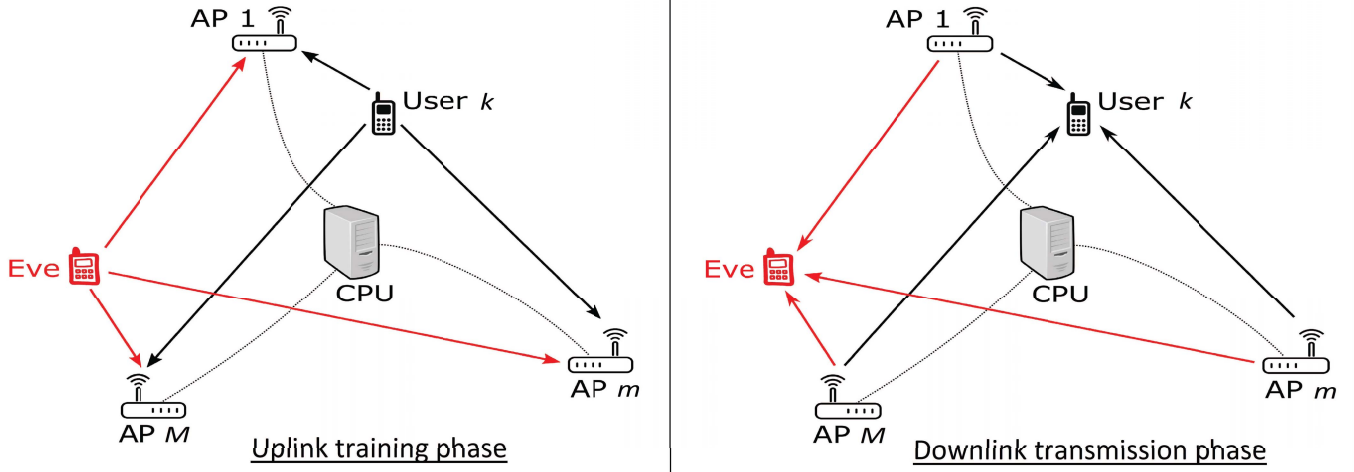 AP 1
User k
Eve
CPU
AP m
AP M
Uplink training phase
AP 1
User k
Eve
CPU
AP m
AP M
Downlink transmission phase